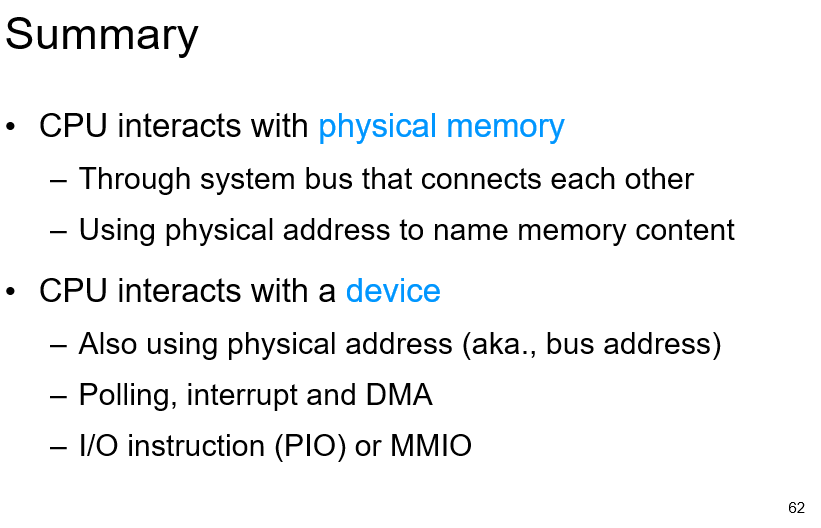 Summary
• CPU interacts with physical memory
– Through system bus that connects each other
– Using physical address to name memory content
• CPU interacts with a device
– Also using physical address (aka., bus address)
– Polling, interrupt and DMA
– I/O instruction (PIO) or MMIO
62